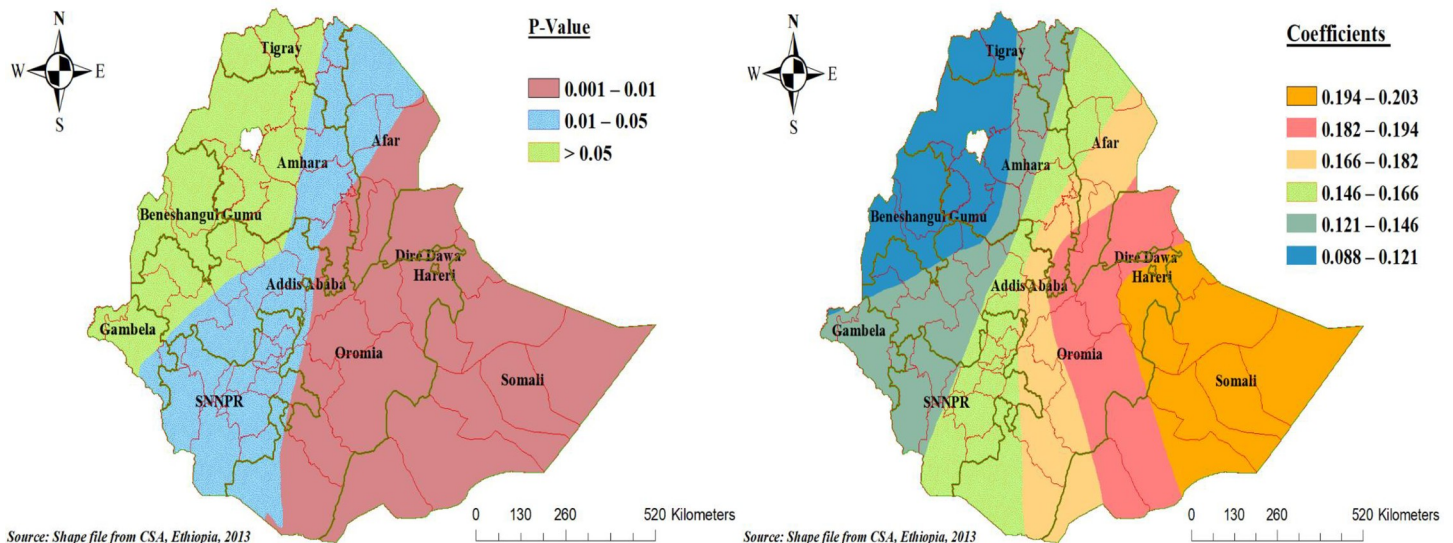 N
W
E
S
P-Value
0.001 – 0.01
0.01 – 0.05
> 0.05
Tigray
Afar
Amhara
Beneshangul Gumu
Dire Dawa
Hareri
Addis Ababa
Gambela
Oromia
Somali
SNNPR
0 130 260 520 Kilometers
Source: Shape file from CSA, Ethiopia, 2013
N
W
E
S
Coefficients
0.194 – 0.203
0.182 – 0.194
0.166 – 0.182
0.146 – 0.166
0.121 – 0.146
0.088 – 0.121
Tigray
Afar
Amhara
Beneshangul Gumu
Dire Dawa
Hareri
Addis Ababa
Gambela
Oromia
Somali
SNNPR
0 130 260 520 Kilometers
Source: Shape file from CSA, Ethiopia, 2013